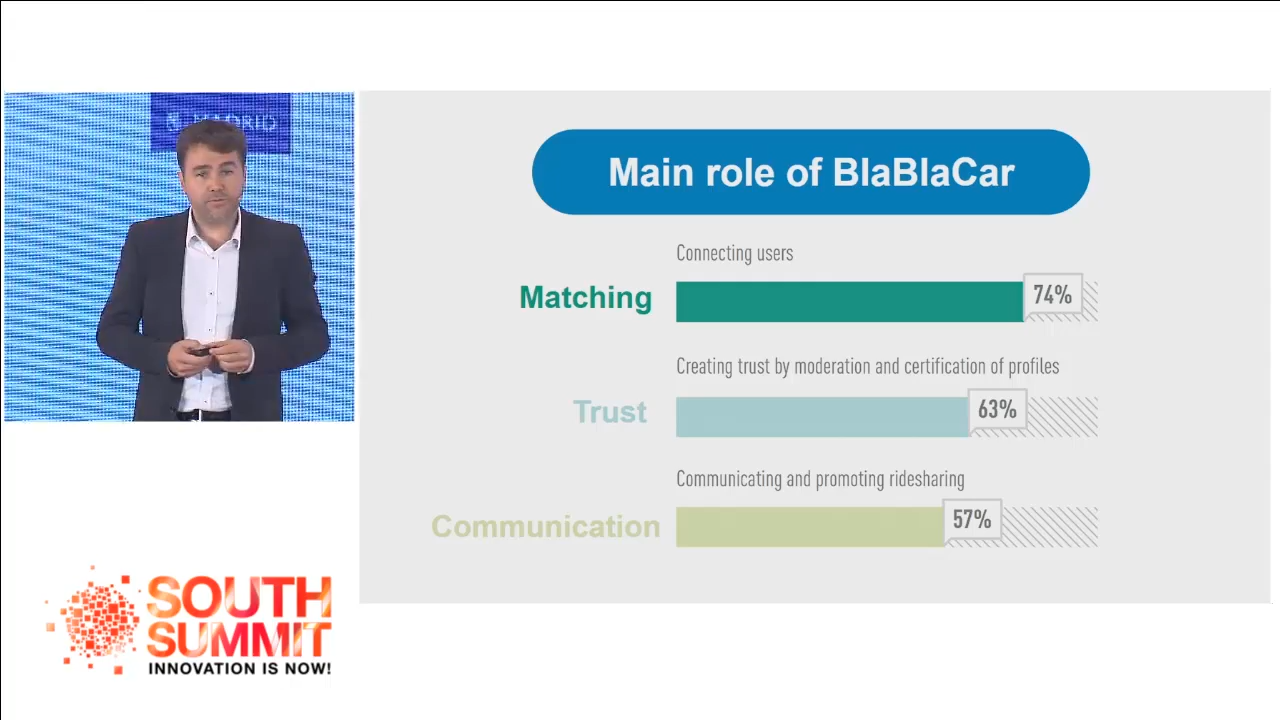 MADRID
Main role of BlaBlaCar
Connecting users
Matching
74%
Creating trust by moderation and certification of profiles
Trust
63%
Communicating and promoting ridesharing
Communication
57%
SOUTH
SUMMIT
INNOVATION IS NOW!